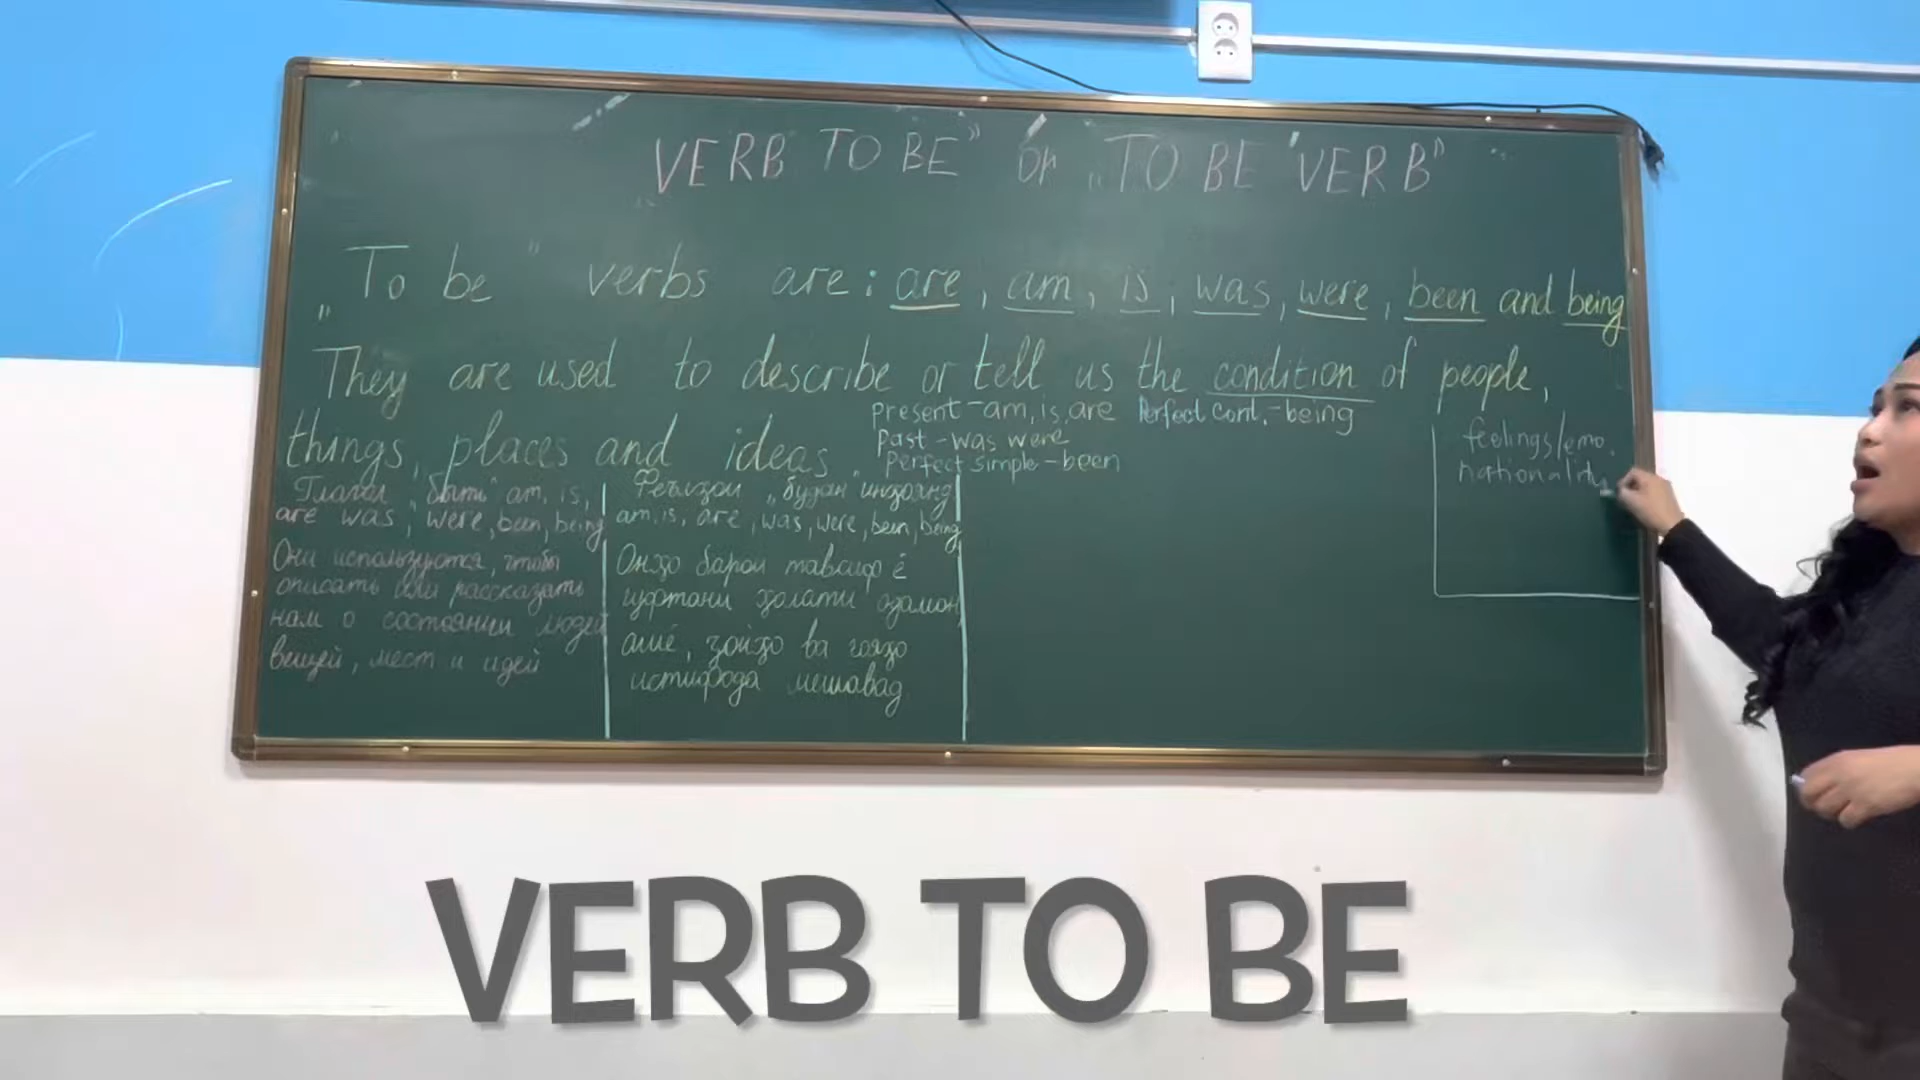 "VERB TO BE" or "TO BE VERB"
"To be" verbs are: are, am, is, was, were, been and being
They are used to describe or tell us the condition of people,
things, places and ideas.
present - am, is, are
Past - was were
Perfect simple - been
Perfect Cont. - being
feelings/emo.
nationality
Глагол "быть" am, is,
are was, were, been, being
Они используются, чтобы
описать или рассказать
нам о состоянии людей
вещей, мест и идей
Феълҳои "будан" инҳоянд
am, is, are, was, were, been, being
Онҳо барои тавсиф ё
гуфтани ҳолати одамон,
ашё, ҷойҳо ва ғояҳо
истифода мешавад
VERB TO BE